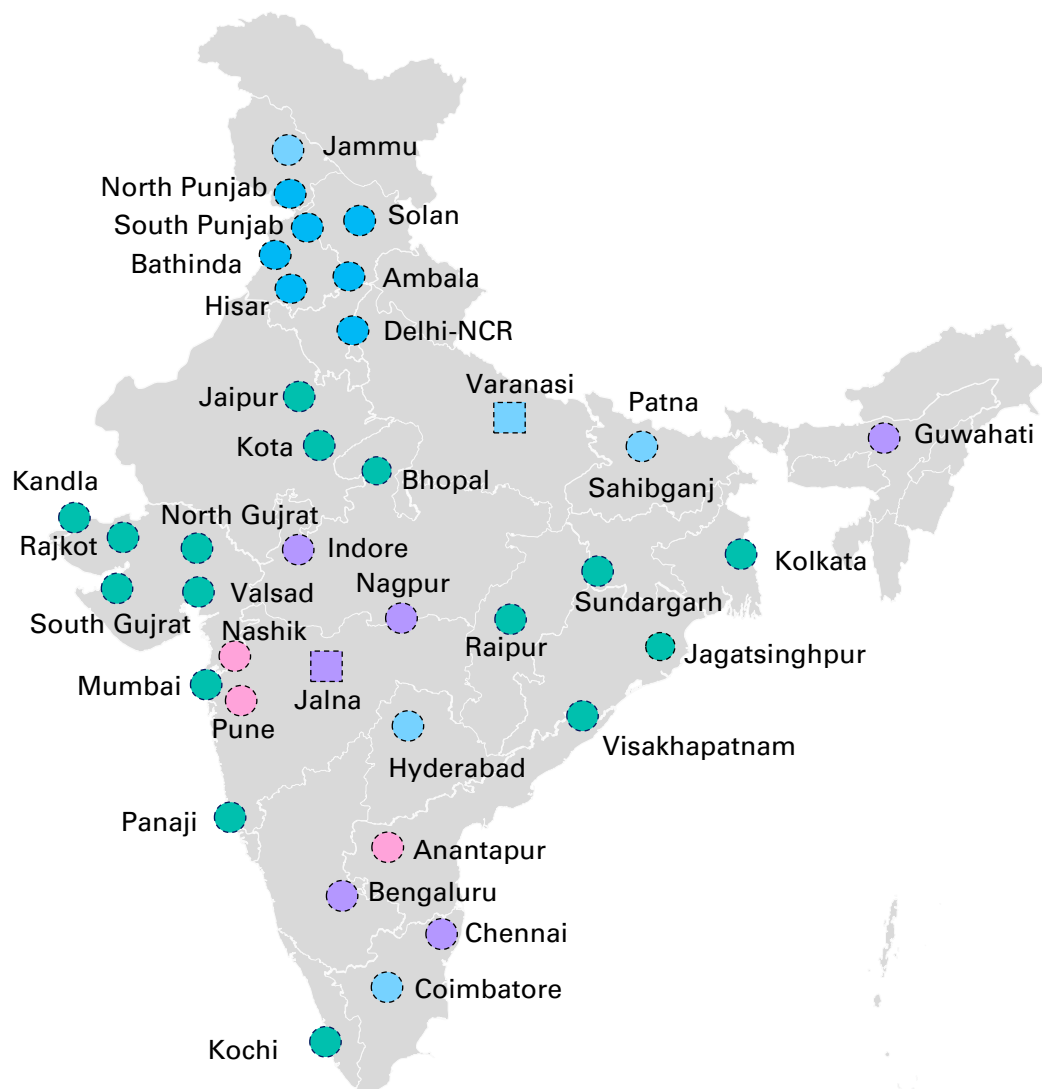 Jammu
North Punjab
South Punjab
Solan
Bathinda
Ambala
Hisar
Delhi-NCR
Varanasi
Jaipur
Patna
Guwahati
Kota
Bhopal
Sahibganj
Kandla
North Gujrat
Rajkot
Indore
Kolkata
Nagpur
Valsad
Sundargarh
South Gujrat
Nashik
Raipur
Jagatsinghpur
Mumbai
Jalna
Pune
Visakhapatnam
Hyderabad
Panaji
Anantapur
Bengaluru
Chennai
Coimbatore
Kochi